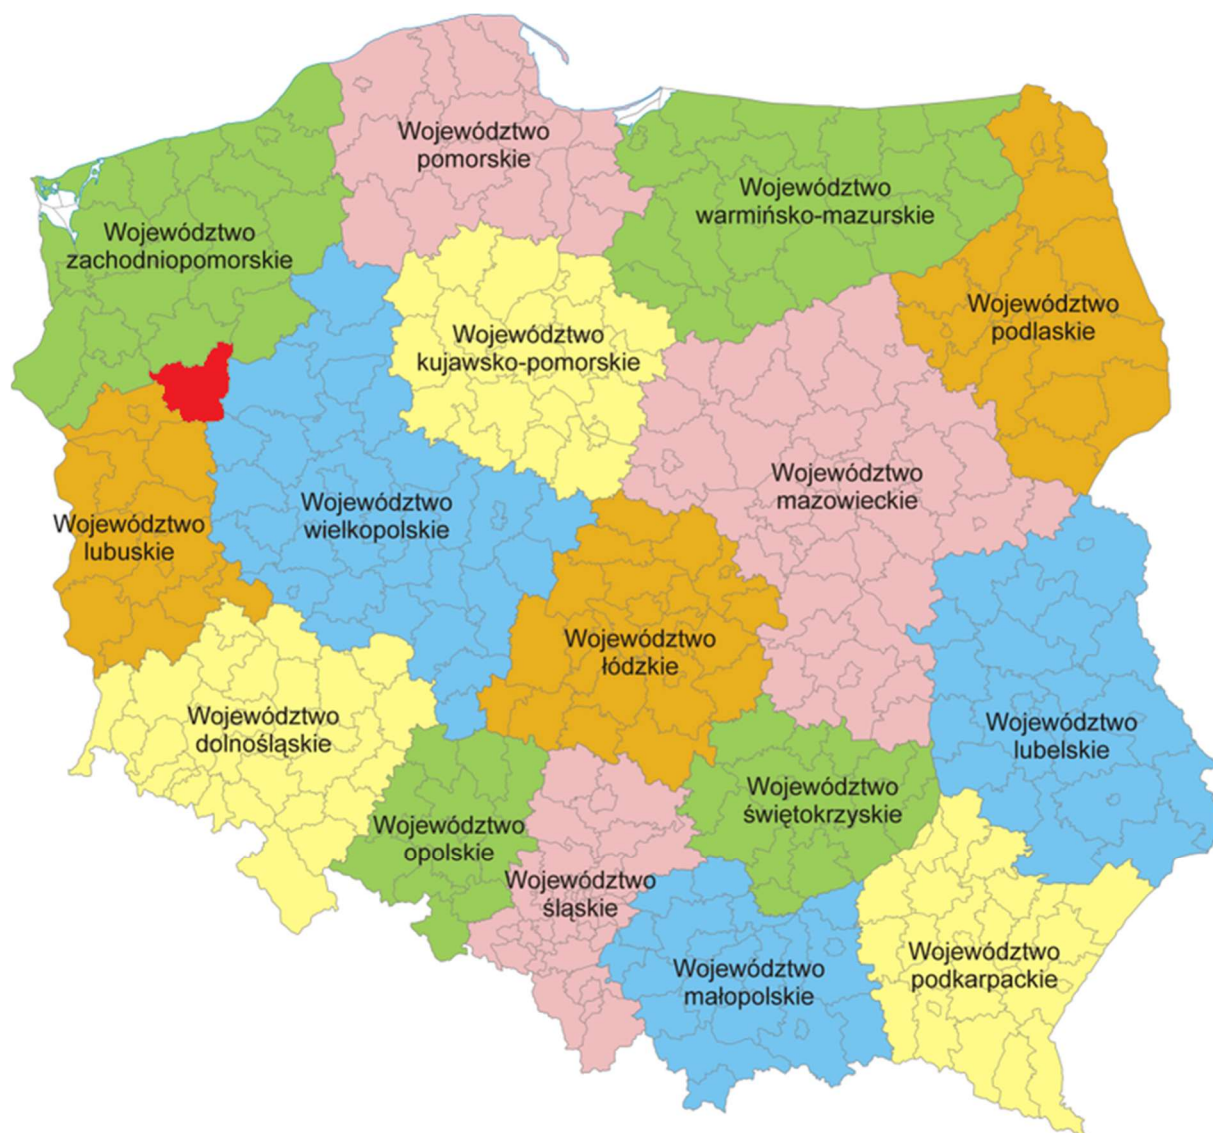 Województwo
pomorskie
Województwo
warmińsko-mazurskie
Województwo
zachodniopomorskie
Województwo
podlaskie
Województwo
kujawsko-pomorskie
Województwo
mazowieckie
Województwo
wielkopolskie
Województwo
lubuskie
Województwo
łódzkie
Województwo
dolnośląskie
Województwo
lubelskie
Województwo
świętokrzyskie
Województwo
opolskie
Województwo
śląskie
Województwo
podkarpackie
Województwo
małopolskie